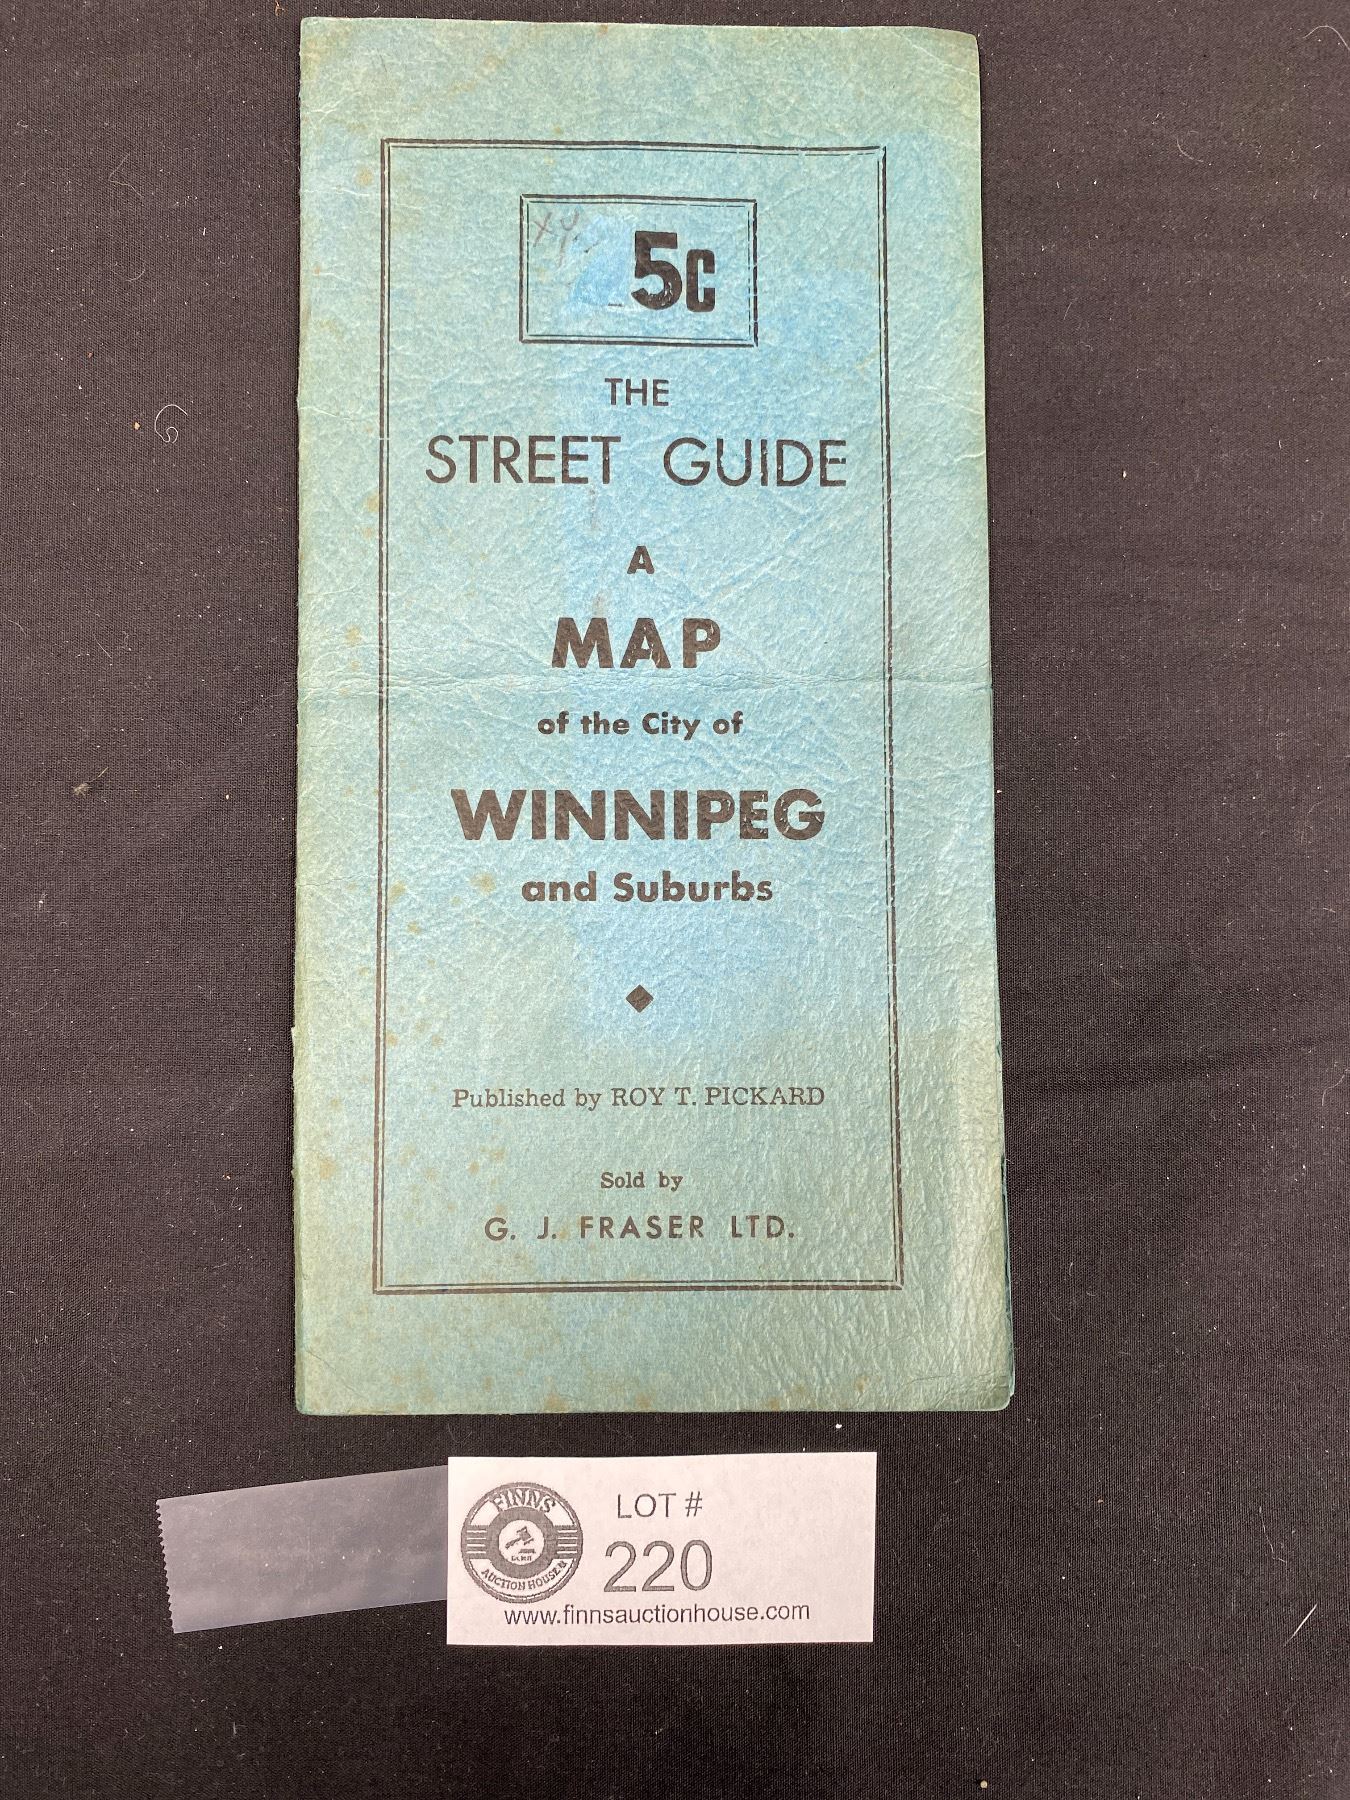 5c
THE
STREET GUIDE
A
MAP
of the City of
WINNIPEG
and Suburbs
Published by ROY T. PICKARD
Sold by
G. J. FRASER LTD.
FINNS
AUCTION HOUSE
LOT #
220
www.finnsauctionhouse.com